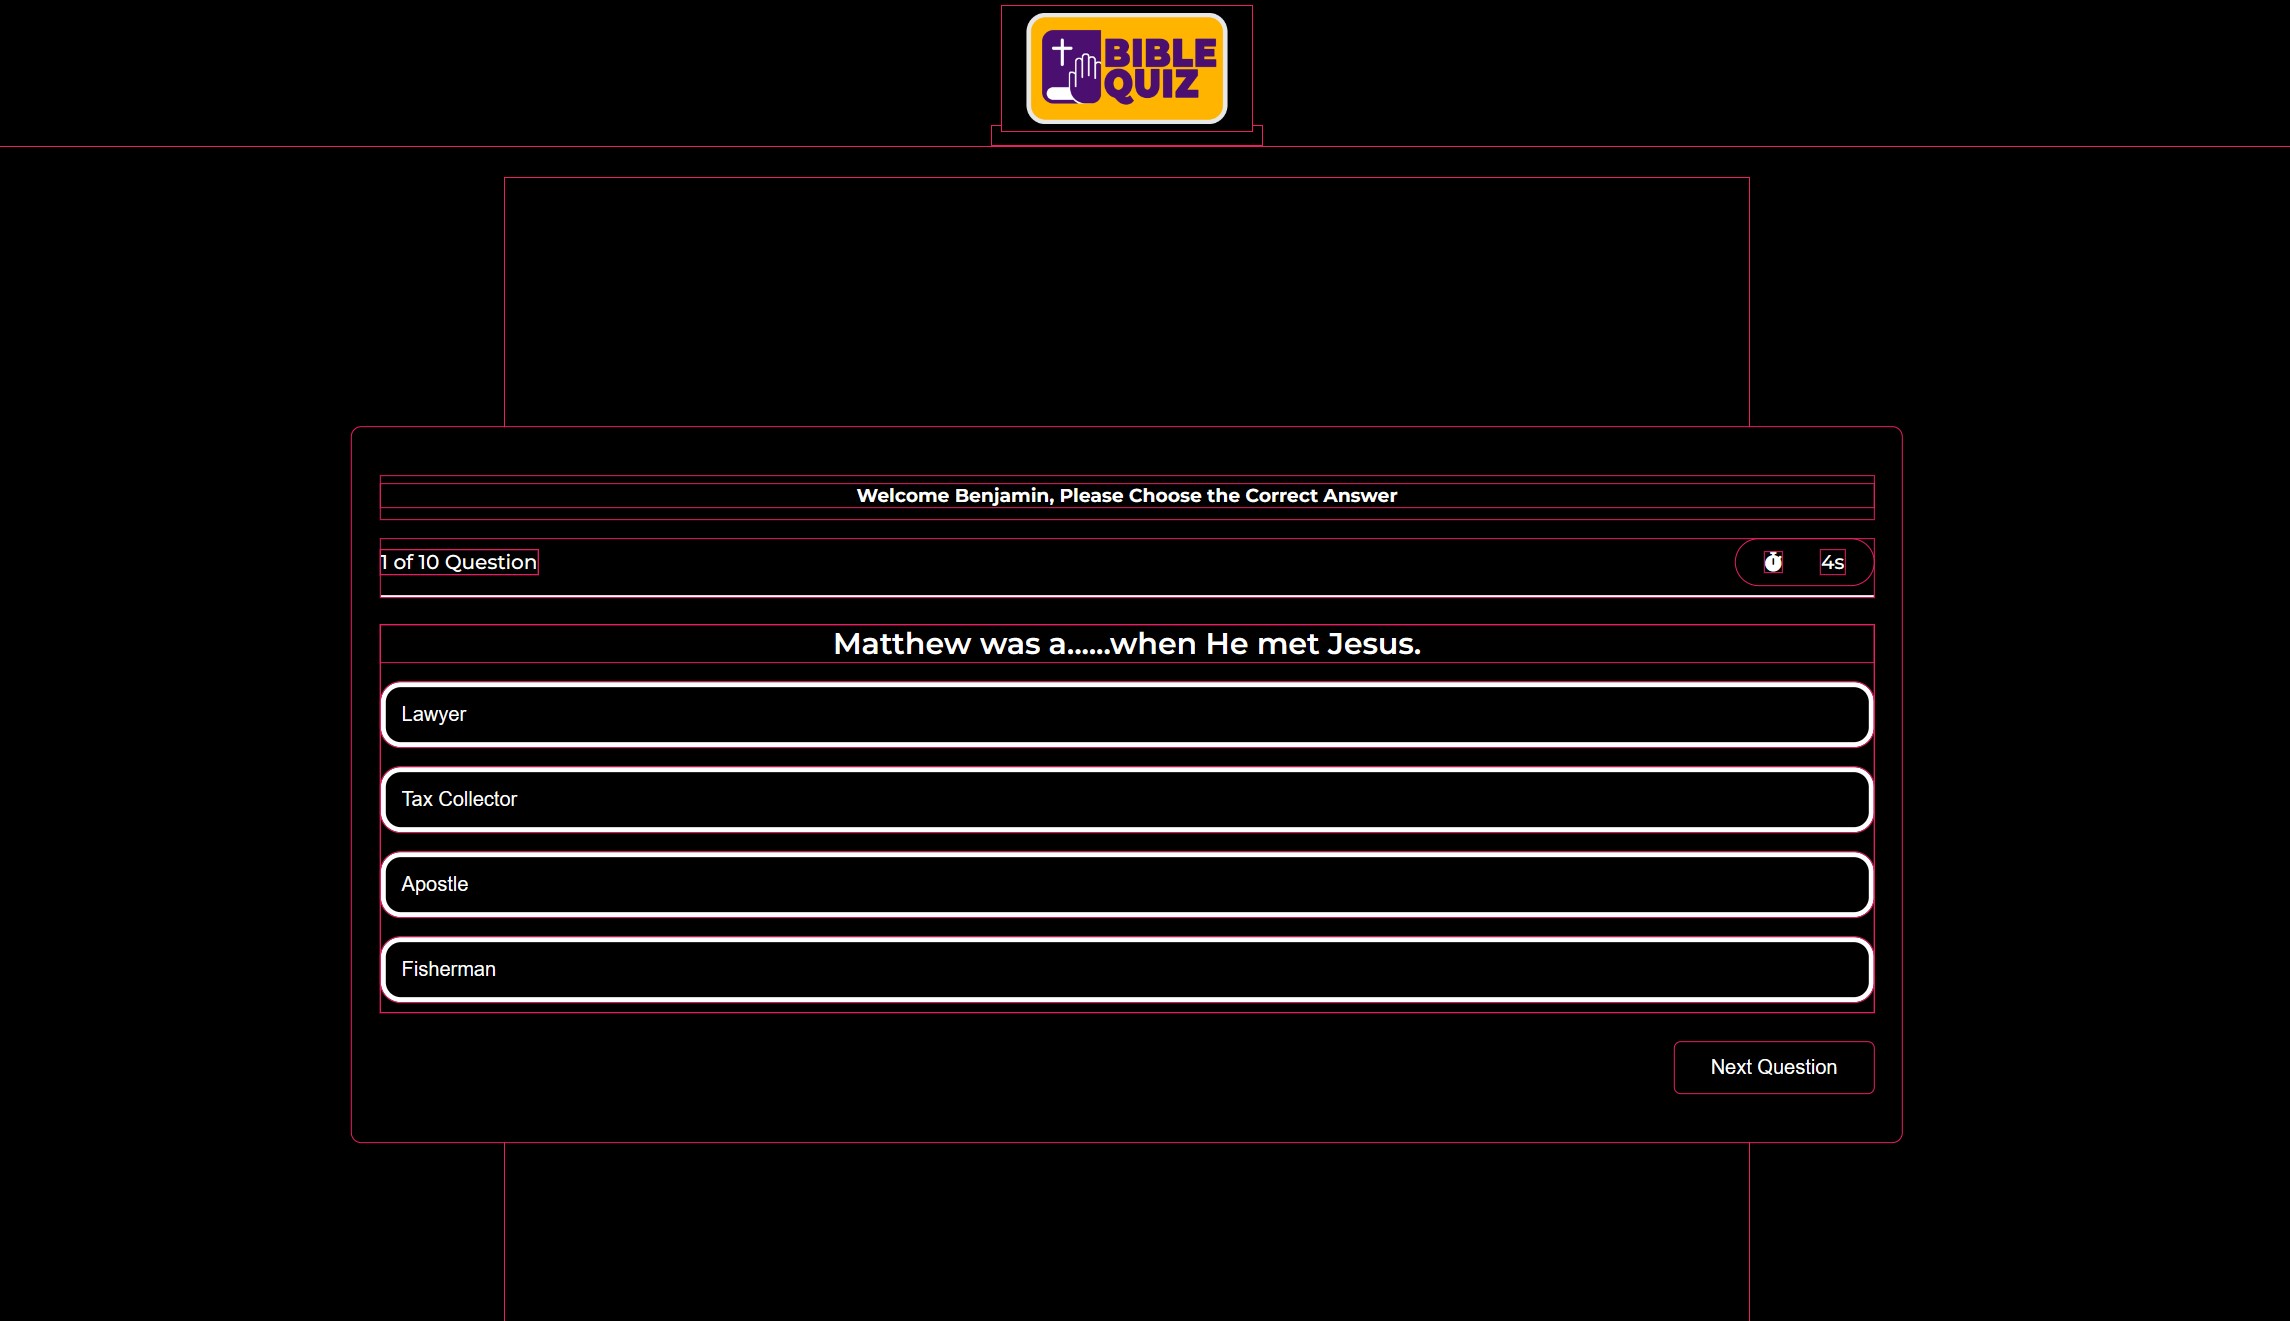 BIBLE
QUIZ
Welcome Benjamin, Please Choose the Correct Answer
1 of 10 Question
4s
Matthew was a......when He met Jesus.
Lawyer
Tax Collector
Apostle
Fisherman
Next Question